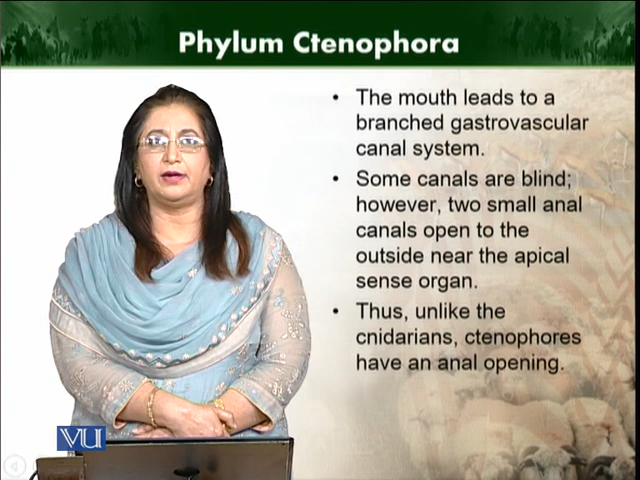 Phylum Ctenophora
• The mouth leads to a
branched gastrovascular
canal system.
• Some canals are blind;
however, two small anal
canals open to the
outside near the apical
sense organ.
• Thus, unlike the
cnidarians, ctenophores
have an anal opening.
VU